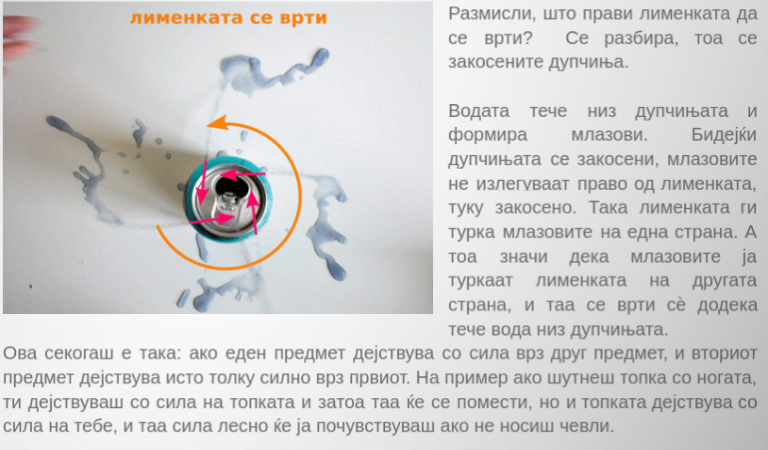 лименката се врти
Размисли, што прави лименката да
се врти? Се разбира, тоа се
закосените дупчиња.
Водата тече низ дупчињата и
формира млазови. Бидејќи
дупчињата се закосени, млазовите
не излегуваат право од лименката,
туку закосено. Така лименката ги
турка млазовите на една страна. А
тоа значи дека млазовите ја
туркаат лименката на другата
страна, и таа се врти сѐ додека
тече вода низ дупчињата.
Ова секогаш е така: ако еден предмет дејствува со сила врз друг предмет, и вториот
предмет дејствува исто толку силно врз првиот. На пример ако шутнеш топка со ногата,
ти дејствуваш со сила на топката и затоа таа ќе се помести, но и топката дејствува со
сила на тебе, и таа сила лесно ќе ја почувствуваш ако не носиш чевли.